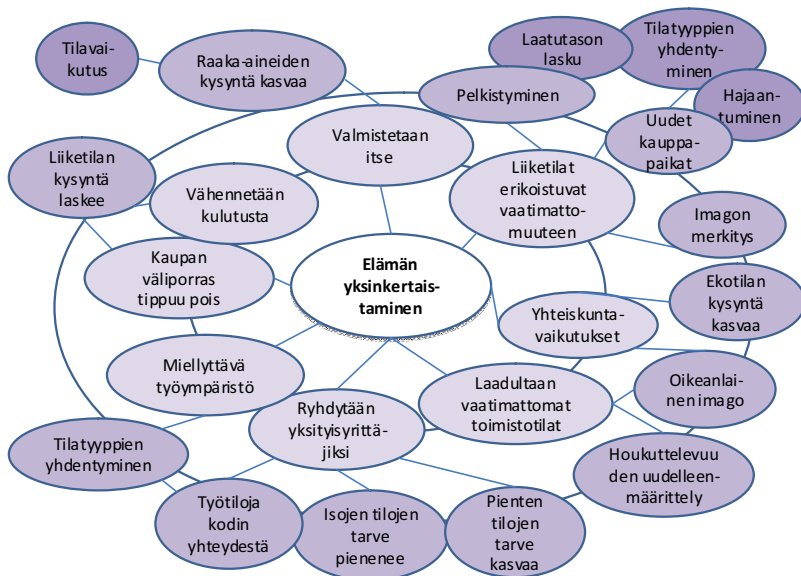 Tilavai-
kutus
Raaka-aineiden
kysyntä kasvaa
Laatutason
lasku
Tilatyyppien
yhdenty-
minen
Pelkistyminen
Hajaan-
tuminen
Uudet
kauppa-
paikat
Valmistetaan
itse
Liiketilan
kysyntä
laskee
Vähennetään
kulutusta
Liiketilat
erikoistuvat
vaatimatto-
muuteen
Imagon
merkitys
Kaupan
väliporras
tippuu pois
Elämän
yksinkertais-
taminen
Ekotilan
kysyntä
kasvaa
Yhteiskunta-
vaikutukset
Miellyttävä
työympäristö
Laadultaan
vaatimattomat
toimistotilat
Oikeanlai-
nen imago
Ryhdytään
yksityisyrittä-
jiksi
Tilatyyppien
yhdentyminen
Houkuttelevuu
den uudelleen-
määrittely
Työtiloja
kodin
yhteydestä
Isojen tilojen
tarve
pienenee
Pienten
tilojen
tarve
kasvaa